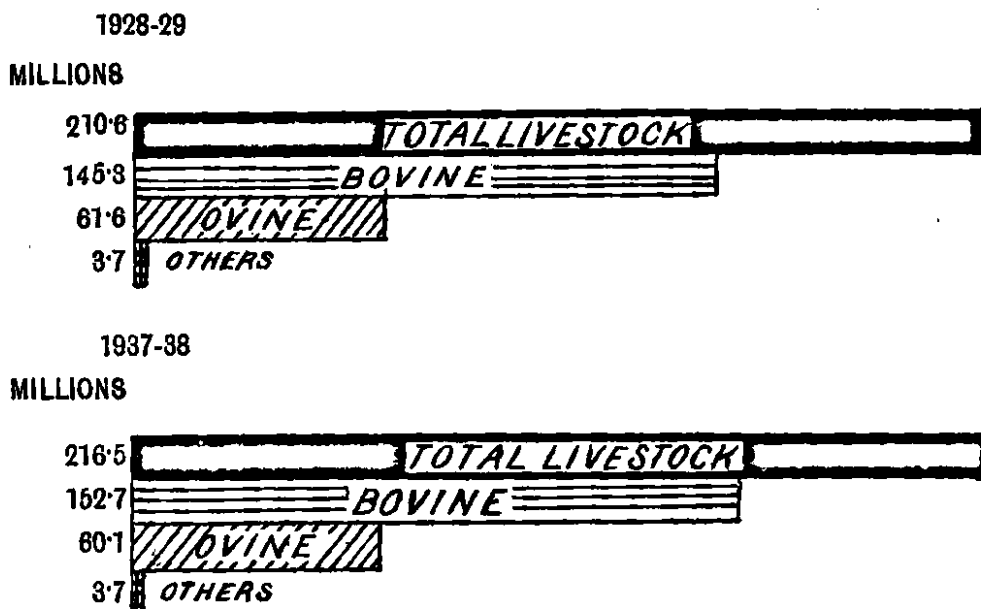 1928-29
MILLIONS
210·6 TOTAL LIVESTOCK
145·3 BOVINE
61·6 OVINE
3·7 OTHERS
1937-38
MILLIONS
216·5 TOTAL LIVESTOCK
152·7 BOVINE
60·1 OVINE
3·7 OTHERS